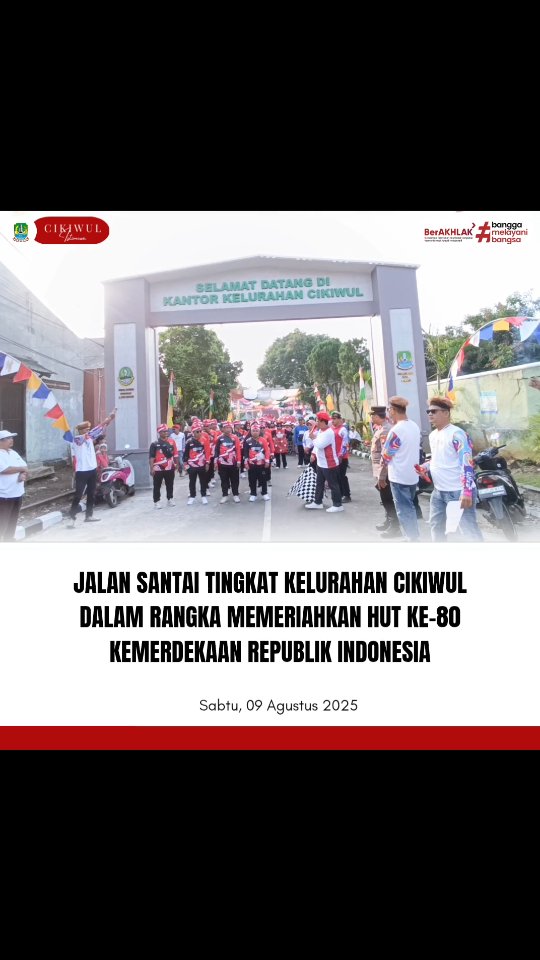 CIKIWUL
BerAKHLAK
#bangga
melayani
bangsa
SELAMAT DATANG DI
KANTOR KELURAHAN CIKIWUL
JALAN SANTAI TINGKAT KELURAHAN CIKIWUL
DALAM RANGKA MEMERIAHKAN HUT KE-80
KEMERDEKAAN REPUBLIK INDONESIA
Sabtu, 09 Agustus 2025